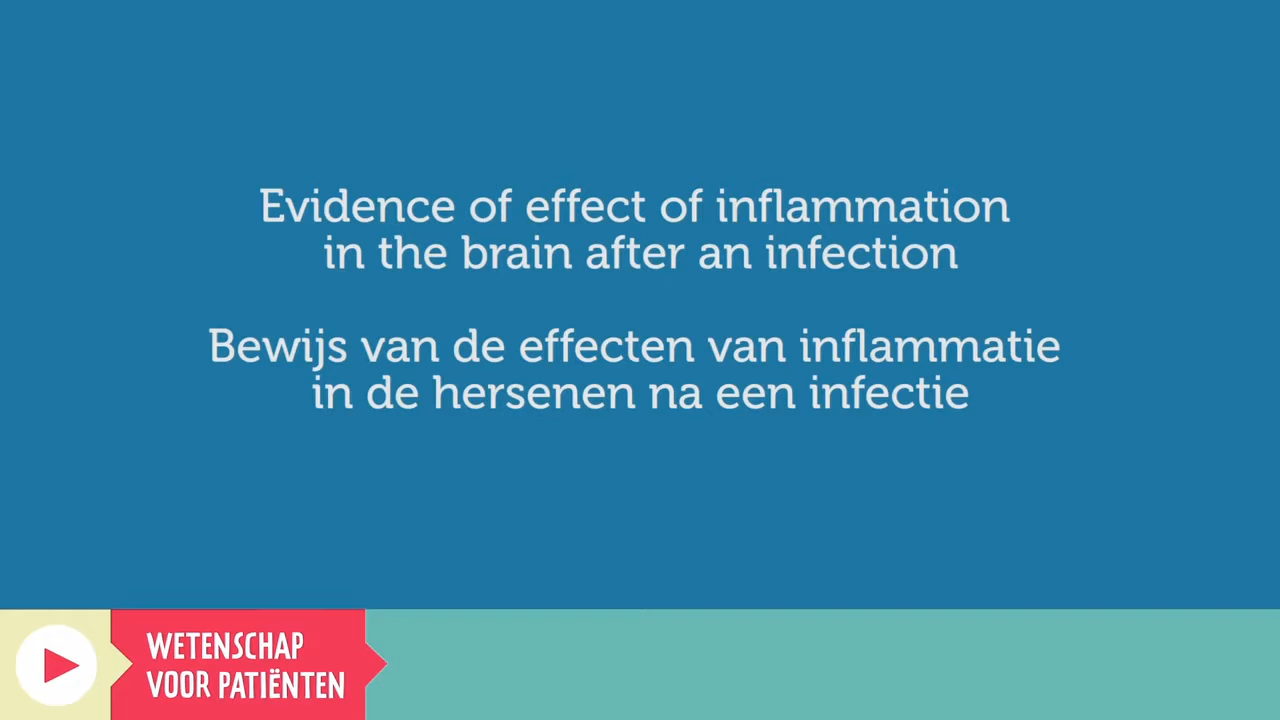 Evidence of effect of inflammation
in the brain after an infection
Bewijs van de effecten van inflammatie
in de hersenen na een infectie
WETENSCHAP
VOOR PATIËNTEN